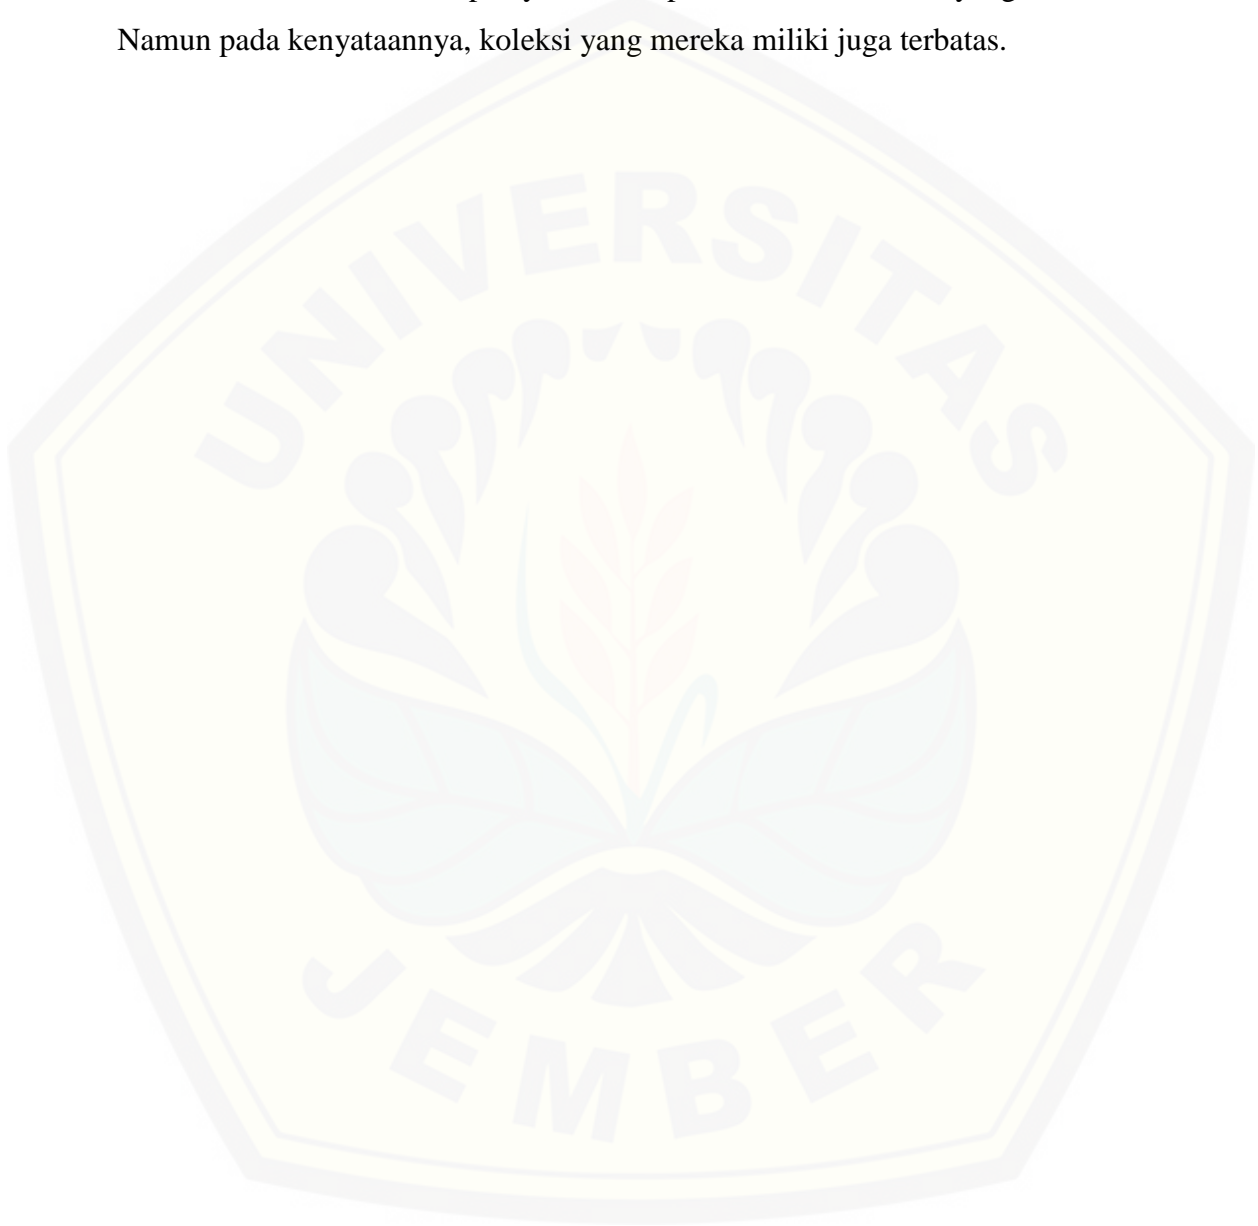 Namun pada kenyataannya, koleksi yang mereka miliki juga terbatas.
UNIVERSITAS
JEMBER